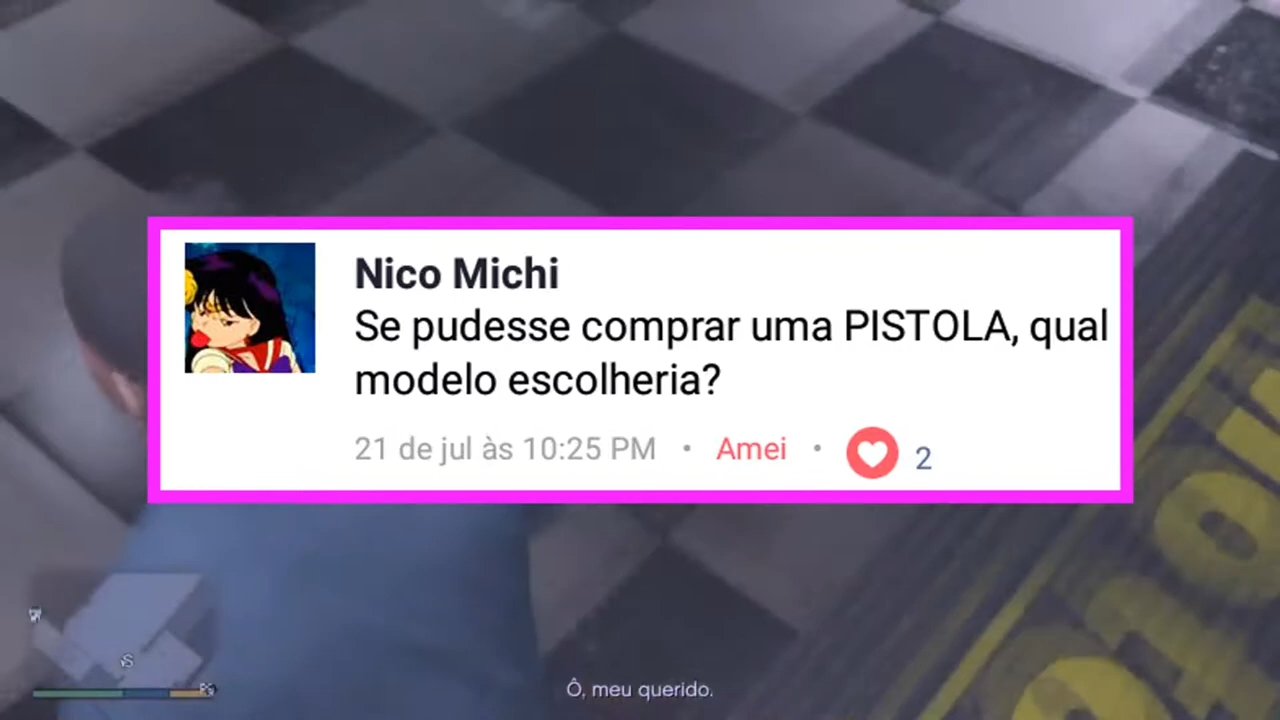 Nico Michi
Se pudesse comprar uma PISTOLA, qual
modelo escolheria?
21 de jul às 10:25 PM • Amei • 2
Ô, meu querido.